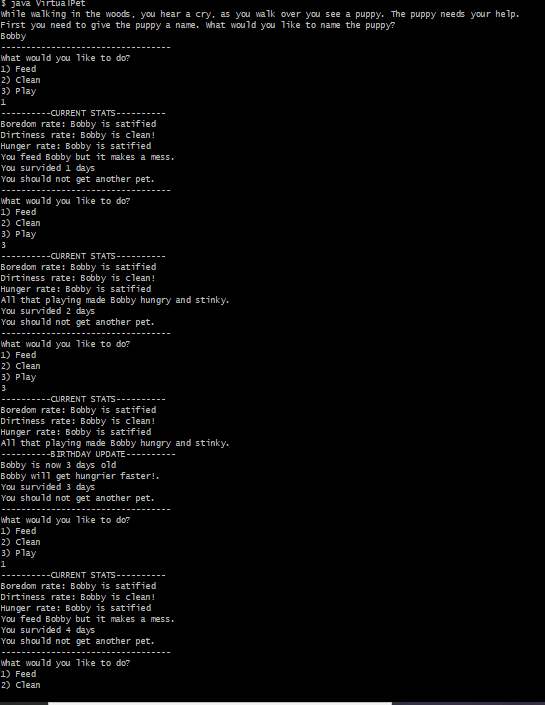 $ java VirtualPet
While walking in the woods, you hear a cry, as you walk over you see a puppy. The puppy needs your help.
First you need to give the puppy a name. What would you like to name the puppy?
Bobby
----------------------------------
What would you like to do?
1) Feed
2) Clean
3) Play
1
----------CURRENT STATS----------
Boredom rate: Bobby is satified
Dirtiness rate: Bobby is clean!
Hunger rate: Bobby is satified
You feed Bobby but it makes a mess.
You survided 1 days
You should not get another pet.
----------------------------------
What would you like to do?
1) Feed
2) Clean
3) Play
3
----------CURRENT STATS----------
Boredom rate: Bobby is satified
Dirtiness rate: Bobby is clean!
Hunger rate: Bobby is satified
All that playing made Bobby hungry and stinky.
You survided 2 days
You should not get another pet.
----------------------------------
What would you like to do?
1) Feed
2) Clean
3) Play
3
----------CURRENT STATS----------
Boredom rate: Bobby is satified
Dirtiness rate: Bobby is clean!
Hunger rate: Bobby is satified
All that playing made Bobby hungry and stinky.
----------BIRTHDAY UPDATE----------
Bobby is now 3 days old
Bobby will get hungrier faster!.
You survided 3 days
You should not get another pet.
----------------------------------
What would you like to do?
1) Feed
2) Clean
3) Play
1
----------CURRENT STATS----------
Boredom rate: Bobby is satified
Dirtiness rate: Bobby is clean!
Hunger rate: Bobby is satified
You feed Bobby but it makes a mess.
You survided 4 days
You should not get another pet.
----------------------------------
What would you like to do?
1) Feed
2) Clean